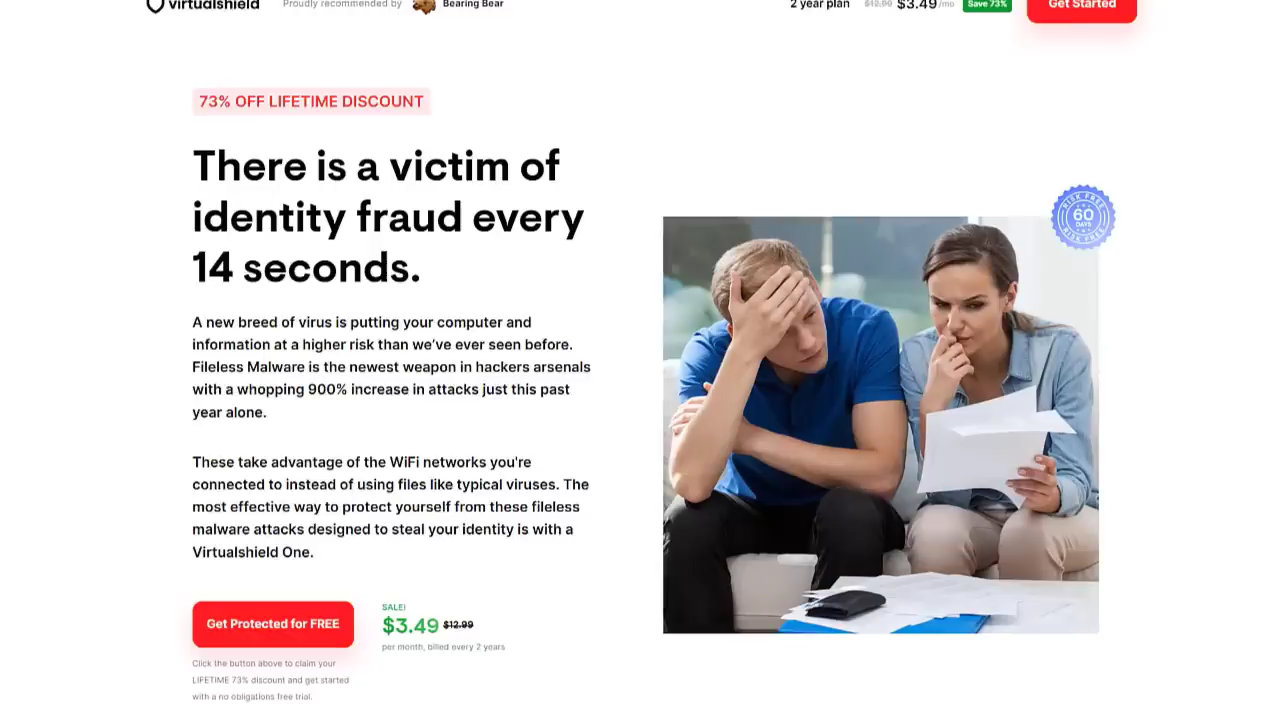 virtualshield Proudly recommended by Bearing Bear 2 year plan $12.99 $3.49/mo Save 73% Get Started
73% OFF LIFETIME DISCOUNT
There is a victim of
identity fraud every
14 seconds.
RISK FREE
60
DAYS
RISK FREE
A new breed of virus is putting your computer and
information at a higher risk than we've ever seen before.
Fileless Malware is the newest weapon in hackers arsenals
with a whopping 900% increase in attacks just this past
year alone.
These take advantage of the WiFi networks you're
connected to instead of using files like typical viruses. The
most effective way to protect yourself from these fileless
malware attacks designed to steal your identity is with a
Virtualshield One.
Get Protected for FREE
SALE!
$3.49 $12.99
per month, billed every 2 years
Click the button above to claim your
LIFETIME 73% discount and get started
with a no obligations free trial.